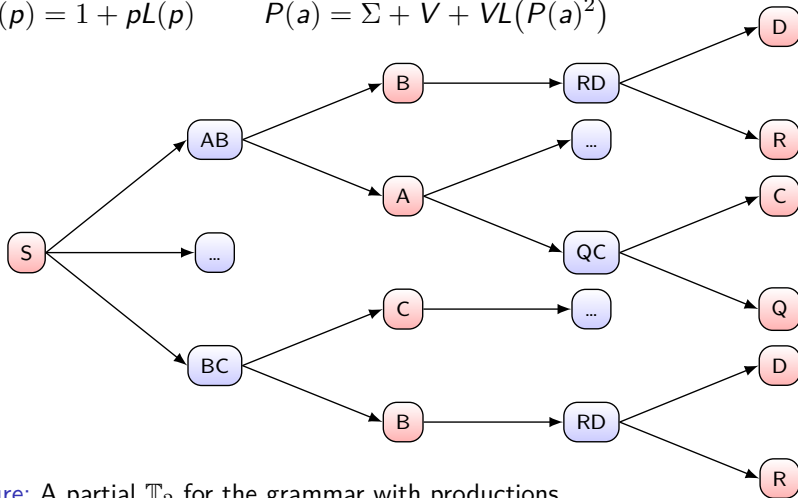 (p) = 1 + pL(p) P(a) = Σ + V + VL(P(a)²)
D
B RD
AB ... R
A C
S ... QC
C ... Q
BC D
B RD
R
ure: A partial 𝕋₂ for the grammar with productions